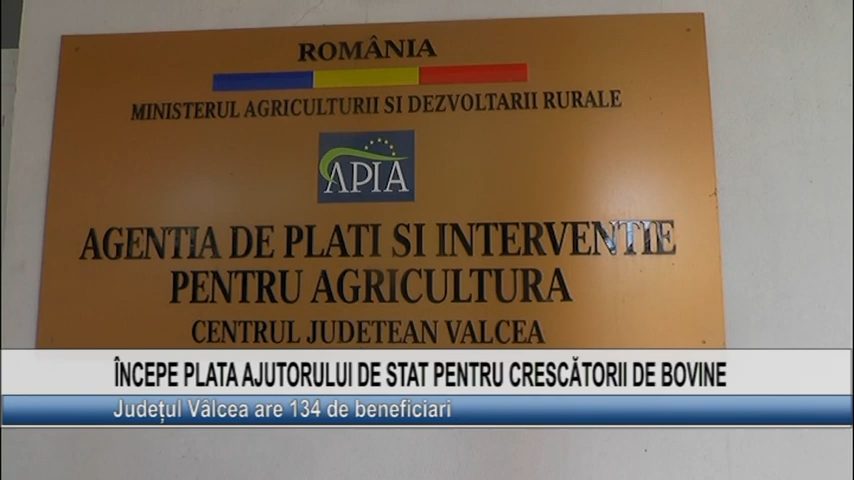 ROMÂNIA
MINISTERUL AGRICULTURII SI DEZVOLTARII RURALE
APIA
AGENTIA DE PLATI SI INTERVENTIE
PENTRU AGRICULTURA
CENTRUL JUDETEAN VALCEA
ÎNCEPE PLATA AJUTORULUI DE STAT PENTRU CRESCĂTORII DE BOVINE
Județul Vâlcea are 134 de beneficiari